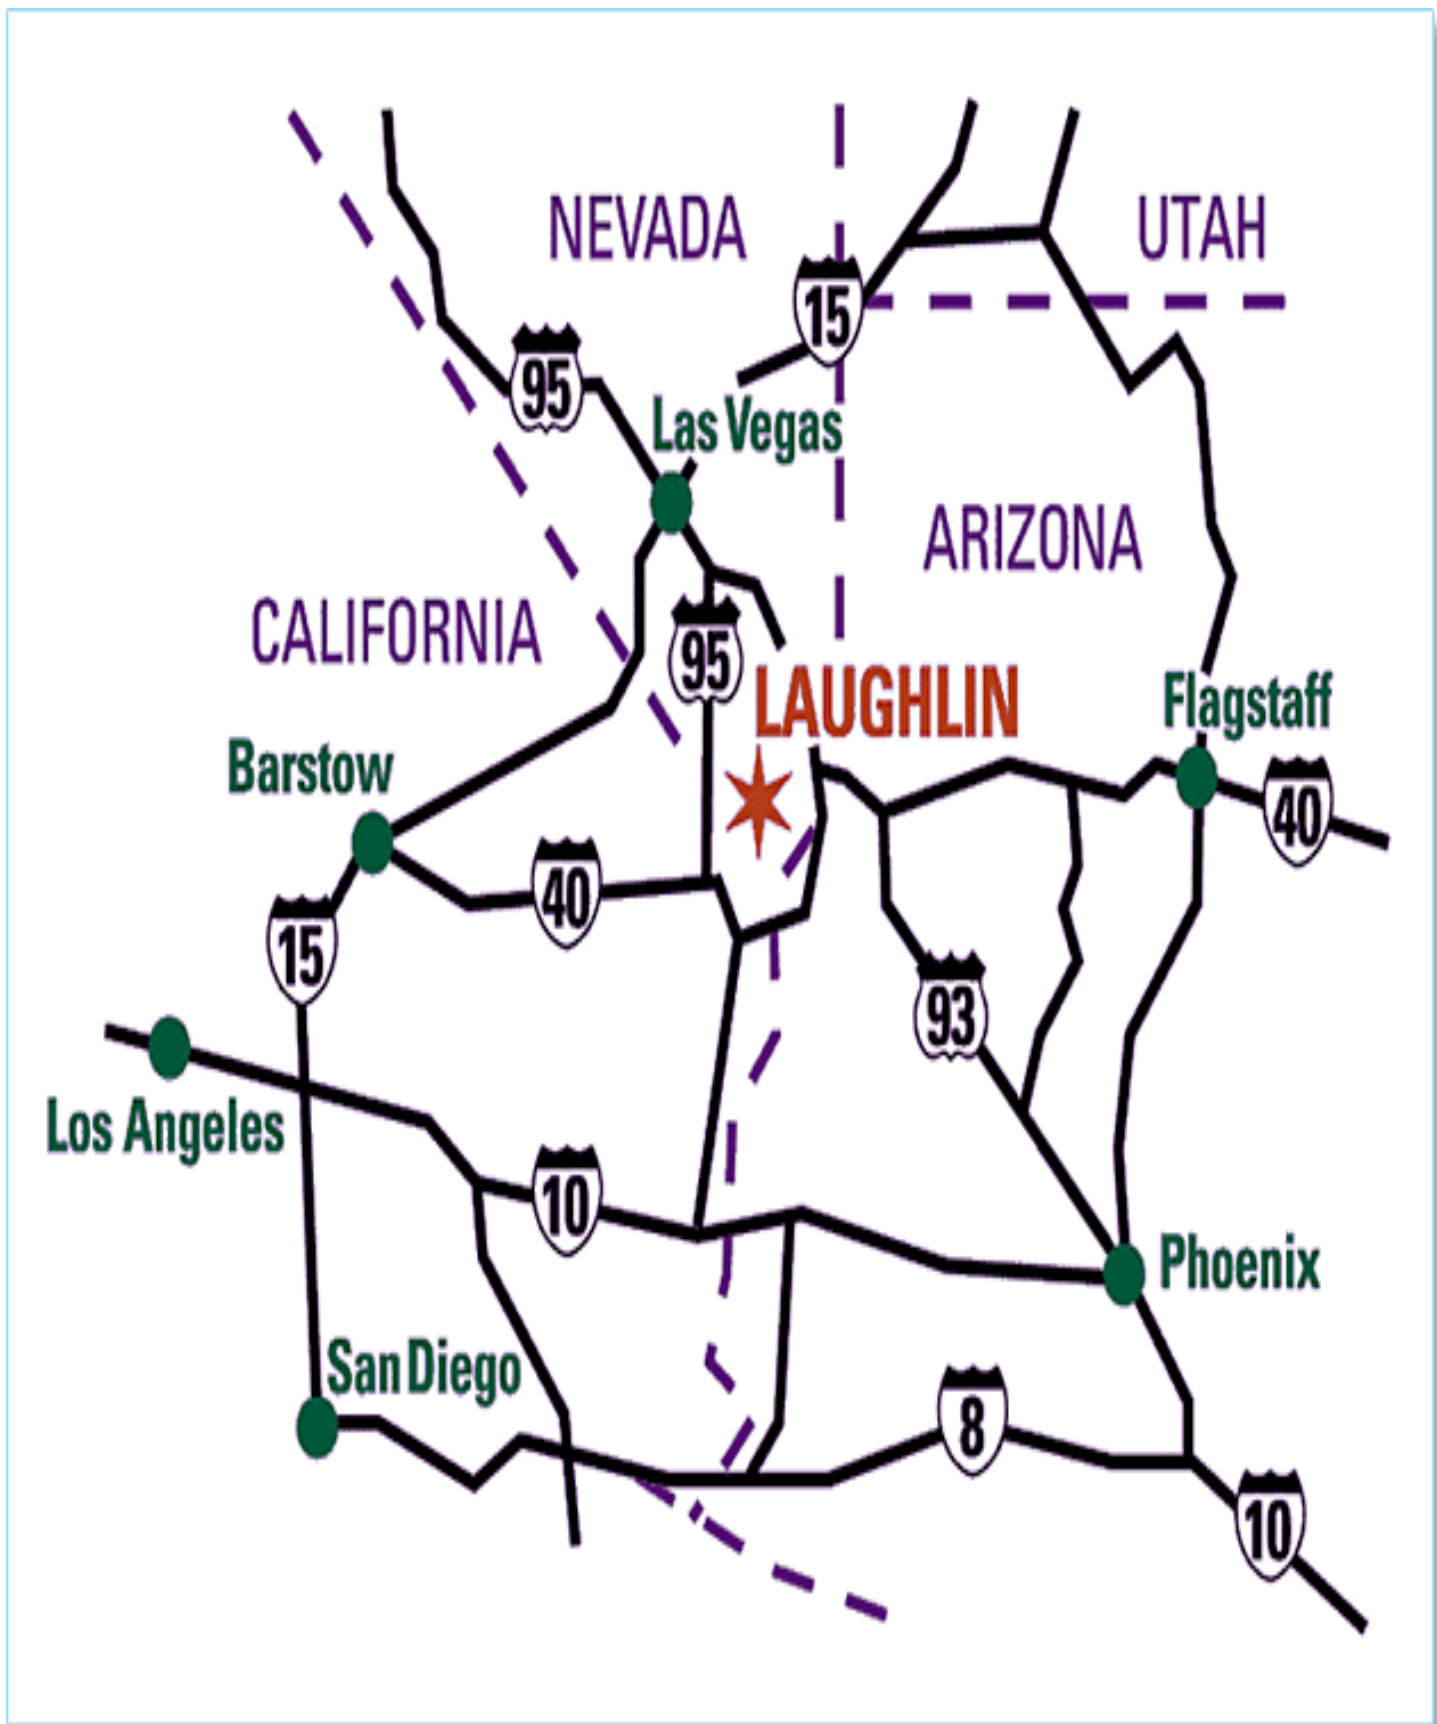 NEVADA
UTAH
15
95
Las Vegas
ARIZONA
CALIFORNIA
95
LAUGHLIN
Flagstaff
Barstow
40
40
15
93
Los Angeles
10
Phoenix
San Diego
8
10